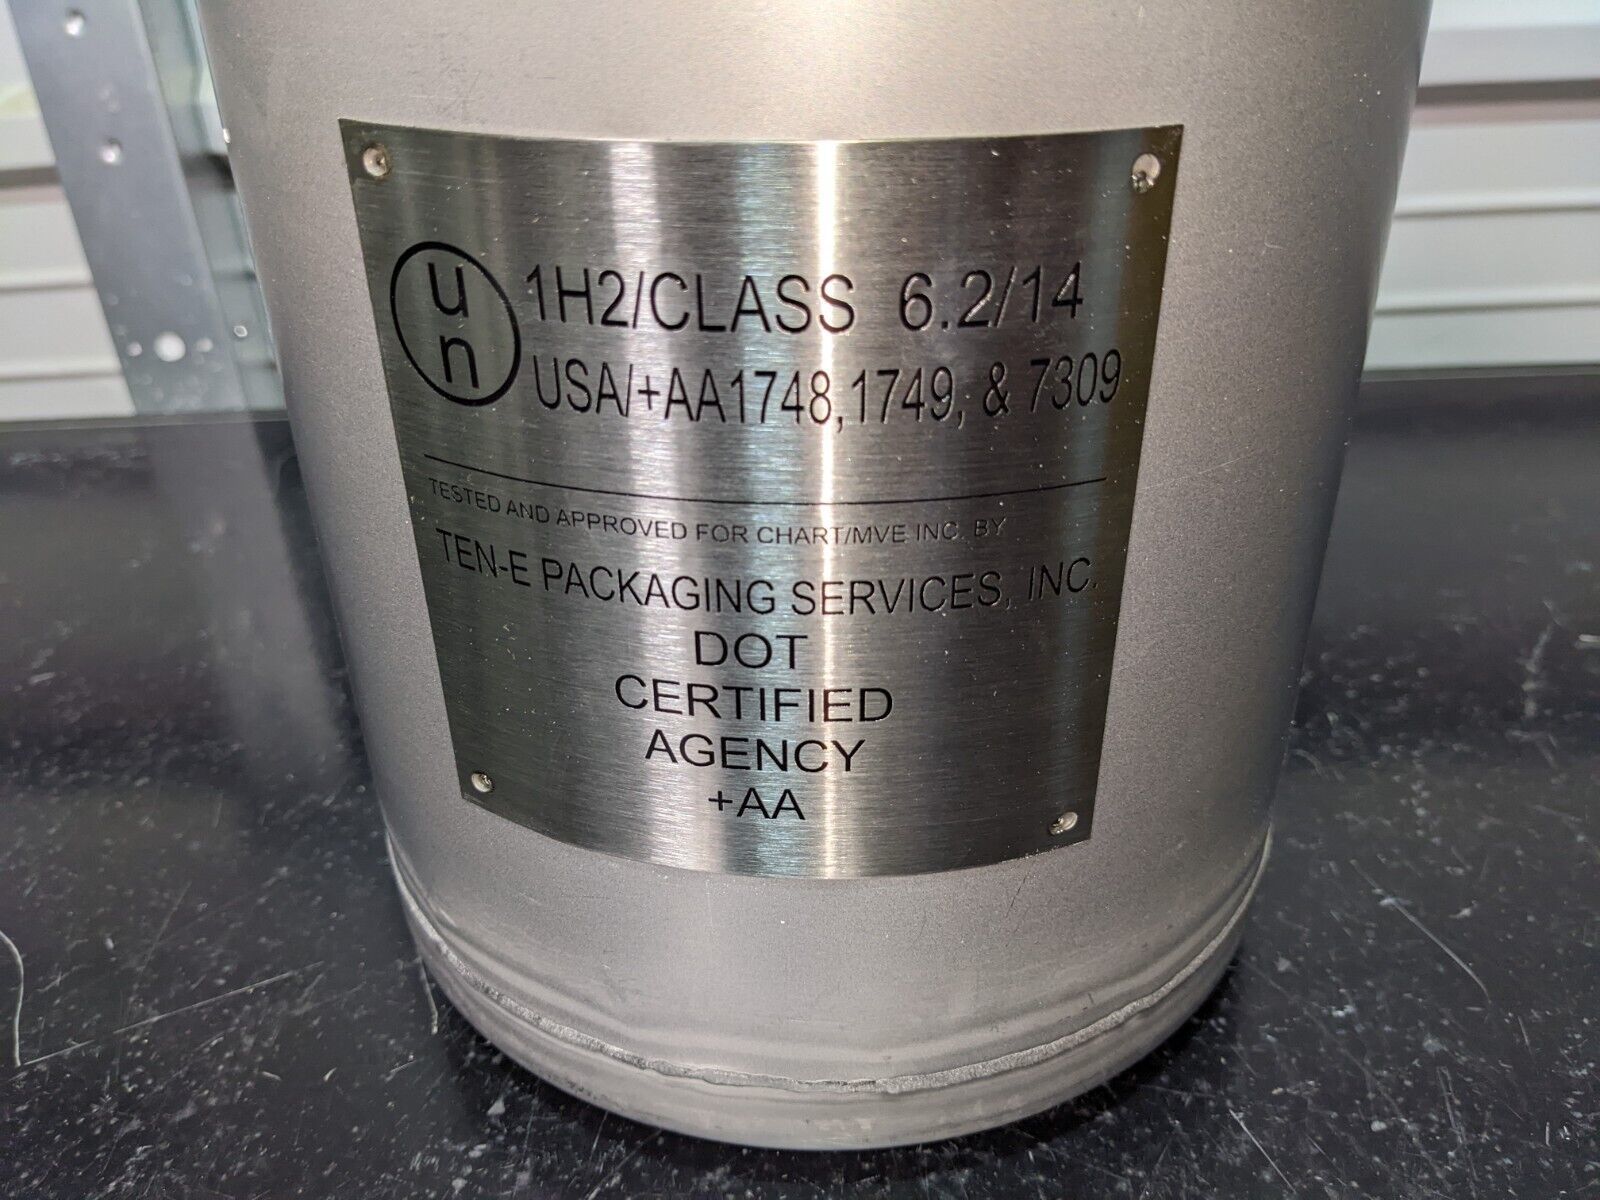 un 1H2/CLASS 6.2/14
USA/+AA1748,1749, & 7309
TESTED AND APPROVED FOR CHART/MVE INC. BY
TEN-E PACKAGING SERVICES, INC.
DOT
CERTIFIED
AGENCY
+AA